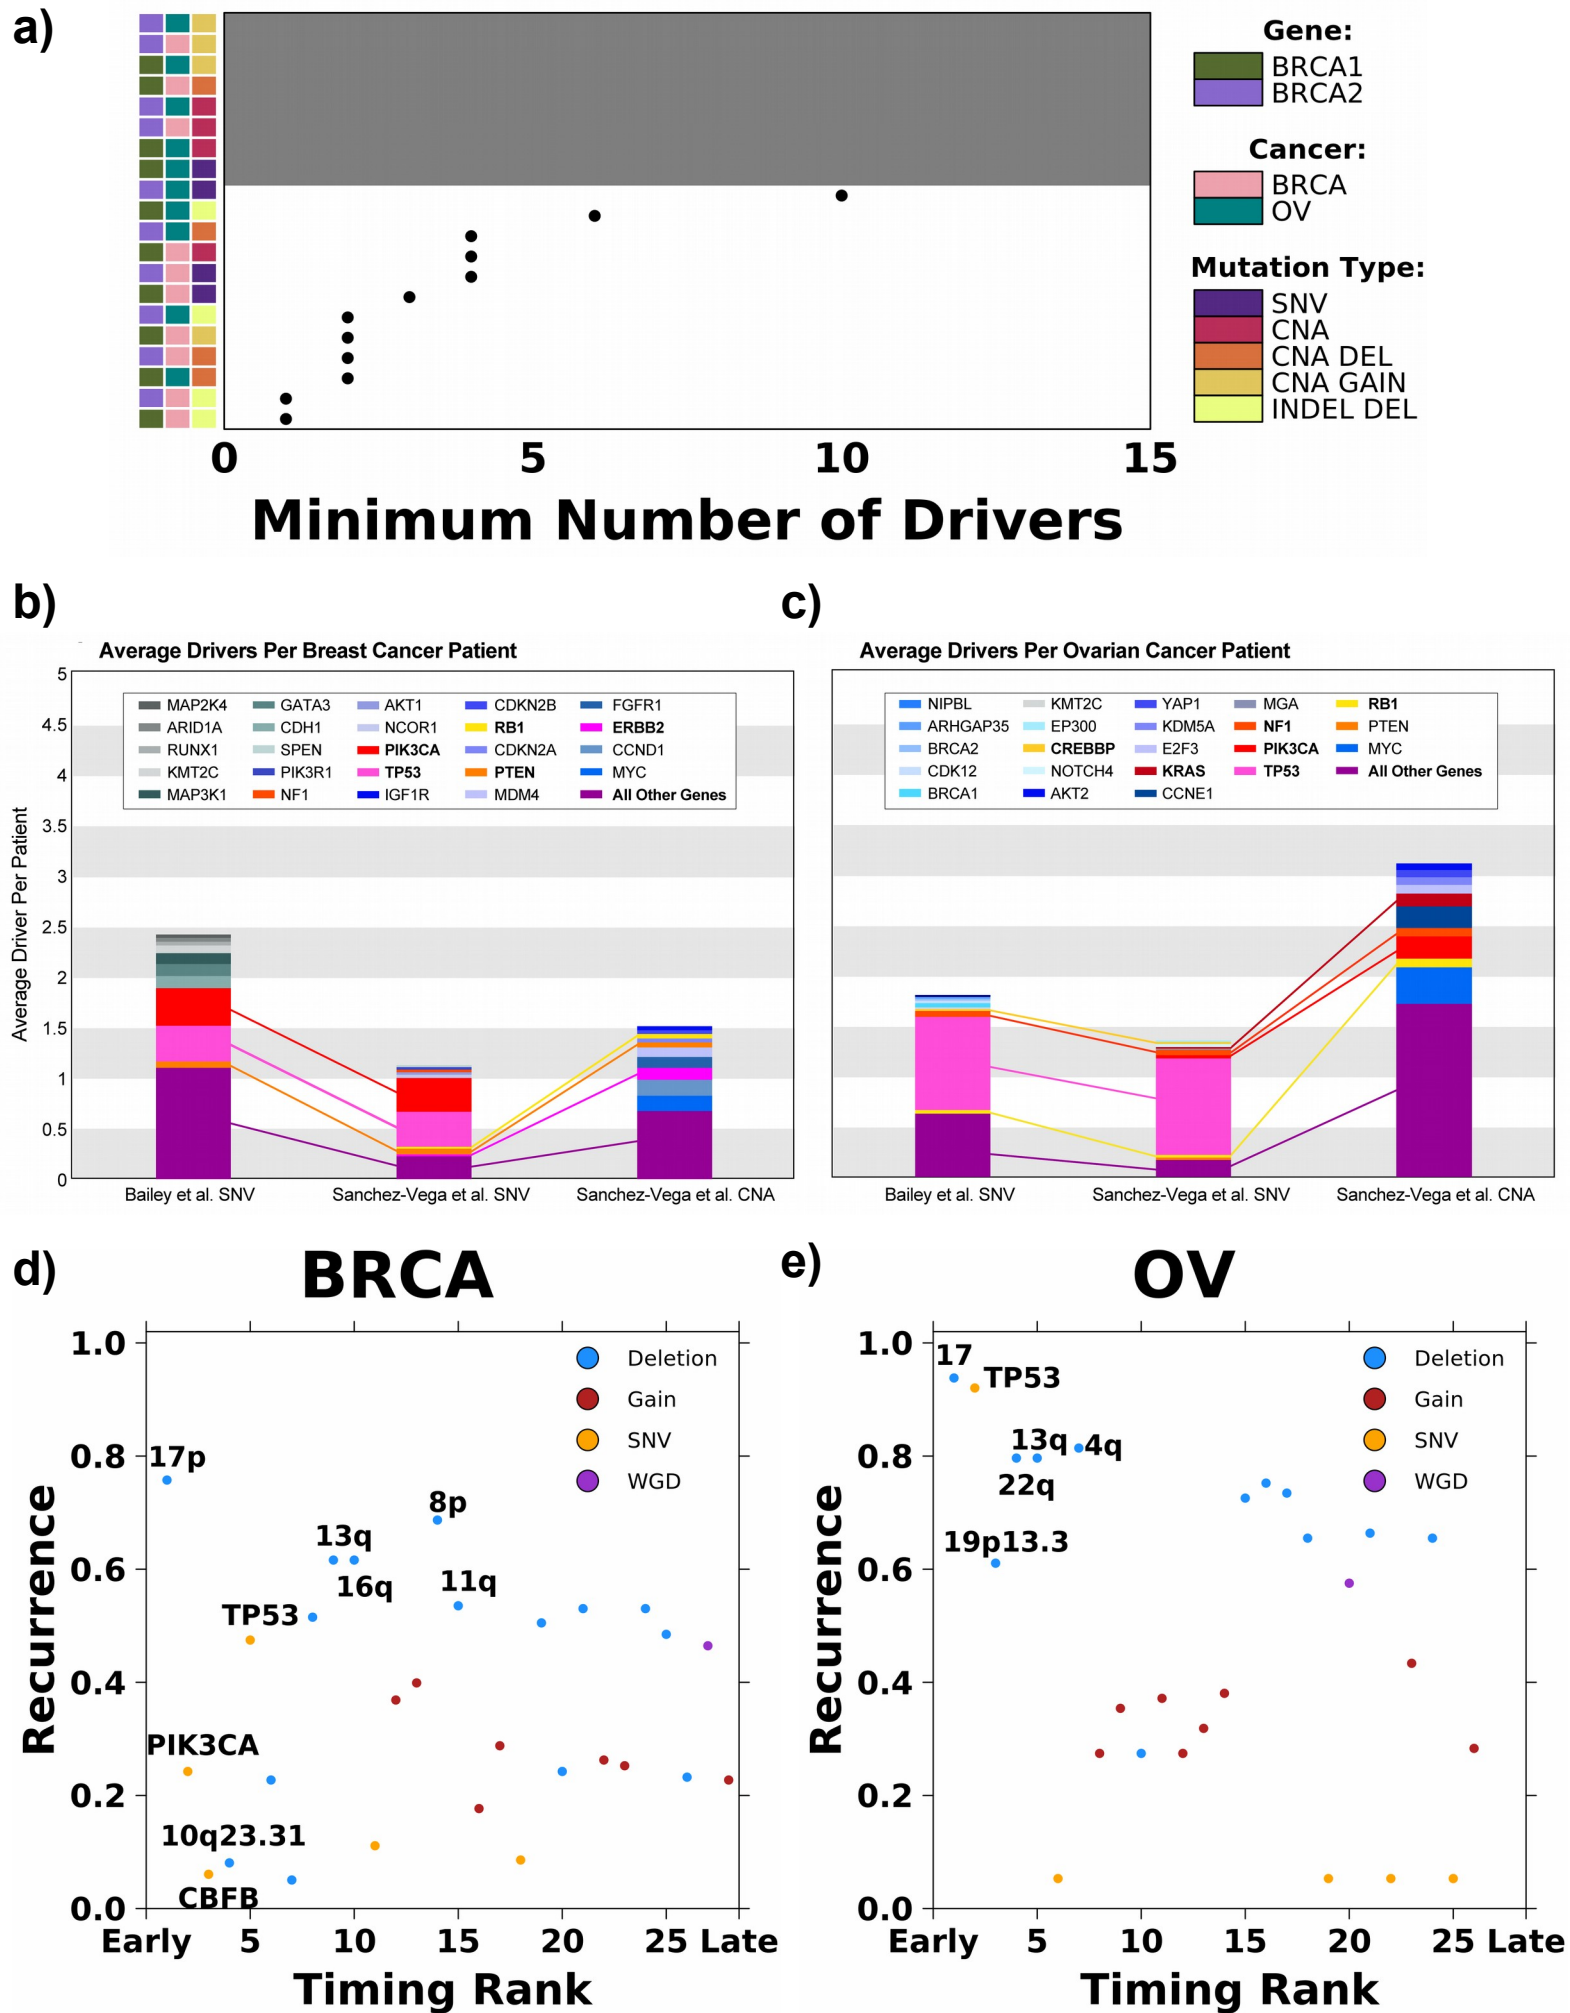 a)
Gene:
BRCA1
BRCA2
Cancer:
BRCA
OV
Mutation Type:
SNV
CNA
CNA DEL
CNA GAIN
INDEL DEL
0 5 10 15
Minimum Number of Drivers
b)
Average Drivers Per Breast Cancer Patient
MAP2K4 GATA3 AKT1 CDKN2B FGFR1
ARID1A CDH1 NCOR1 RB1 ERBB2
RUNX1 SPEN PIK3CA CDKN2A CCND1
KMT2C PIK3R1 TP53 PTEN MYC
MAP3K1 NF1 IGF1R MDM4 All Other Genes
5
4.5
4
3.5
3
2.5
2
1.5
1
0.5
0
Average Driver Per Patient
Bailey et al. SNV Sanchez-Vega et al. SNV Sanchez-Vega et al. CNA
c)
Average Drivers Per Ovarian Cancer Patient
NIPBL KMT2C YAP1 MGA RB1
ARHGAP35 EP300 KDM5A NF1 PTEN
BRCA2 CREBBP E2F3 PIK3CA MYC
CDK12 NOTCH4 KRAS TP53 All Other Genes
BRCA1 AKT2 CCNE1
Bailey et al. SNV Sanchez-Vega et al. SNV Sanchez-Vega et al. CNA
d)
BRCA
1.0
0.8
0.6
0.4
0.2
0.0
Recurrence
Deletion
Gain
SNV
WGD
17p
8p
13q
16q
11q
TP53
PIK3CA
10q23.31
CBFB
Early 5 10 15 20 25 Late
Timing Rank
e)
OV
1.0
0.8
0.6
0.4
0.2
0.0
Recurrence
Deletion
Gain
SNV
WGD
17
TP53
13q 4q
22q
19p13.3
Early 5 10 15 20 25 Late
Timing Rank